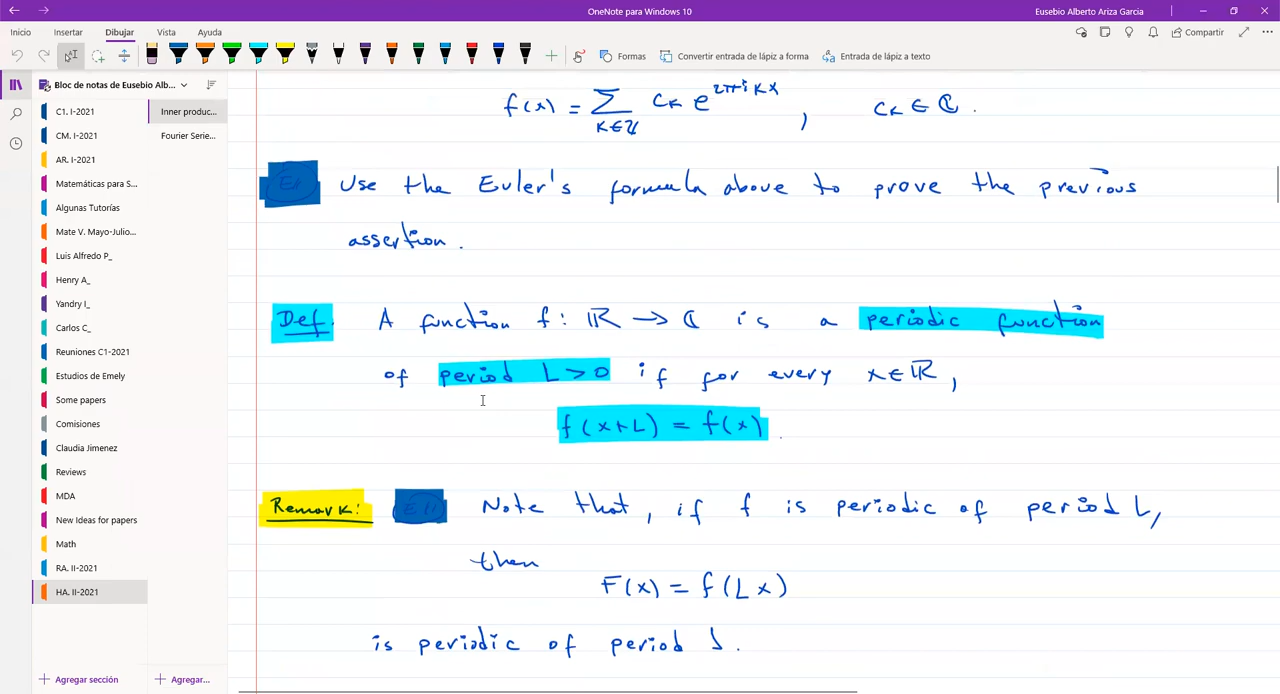 OneNote para Windows 10
Eusebio Alberto Ariza Garcia
Inicio Insertar Dibujar Vista Ayuda
Compartir
Formas Convertir entrada de lápiz a forma Entrada de lápiz a texto
Bloc de notas de Eusebio Alb...
C1. I-2021
CM. I-2021
AR. I-2021
Matemáticas para S...
Algunas Tutorías
Mate V. Mayo-Julio...
Luis Alfredo P_
Henry A_
Yandry I_
Carlos C_
Reuniones C1-2021
Estudios de Emely
Some papers
Comisiones
Claudia Jimenez
Reviews
MDA
New Ideas for papers
Math
RA. II-2021
HA. II-2021
Agregar sección
Inner produc...
Fourier Serie...
Agregar...
f(x) = ∑_{K∈ℤ} c_K e^{2πiKx}, c_K ∈ ℂ.
Use the Euler's formula above to prove the previous
assertion.
Def. A function f: ℝ → ℂ is a periodic function
of period L>0 if for every x∈ℝ,
f(x+L) = f(x).
Remark: Note that, if f is periodic of period L,
then
F(x) = f(Lx)
is periodic of period